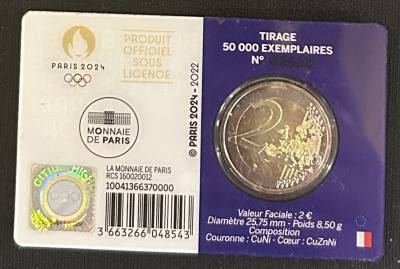 PARIS 2024
PRODUIT
OFFICIEL
SOUS
LICENCE
MONNAIE
DE PARIS
CITIUS
LA MONNAIE DE PARIS
RCS 160020012
10041366370000
3 663266 048543
© PARIS 2024 - 2022
TIRAGE
50 000 EXEMPLAIRES
N°
2
Valeur Faciale : 2 €
Diamètre 25,75 mm - Poids 8,50 g
Composition
Couronne : CuNi - Cœur : CuZnNi